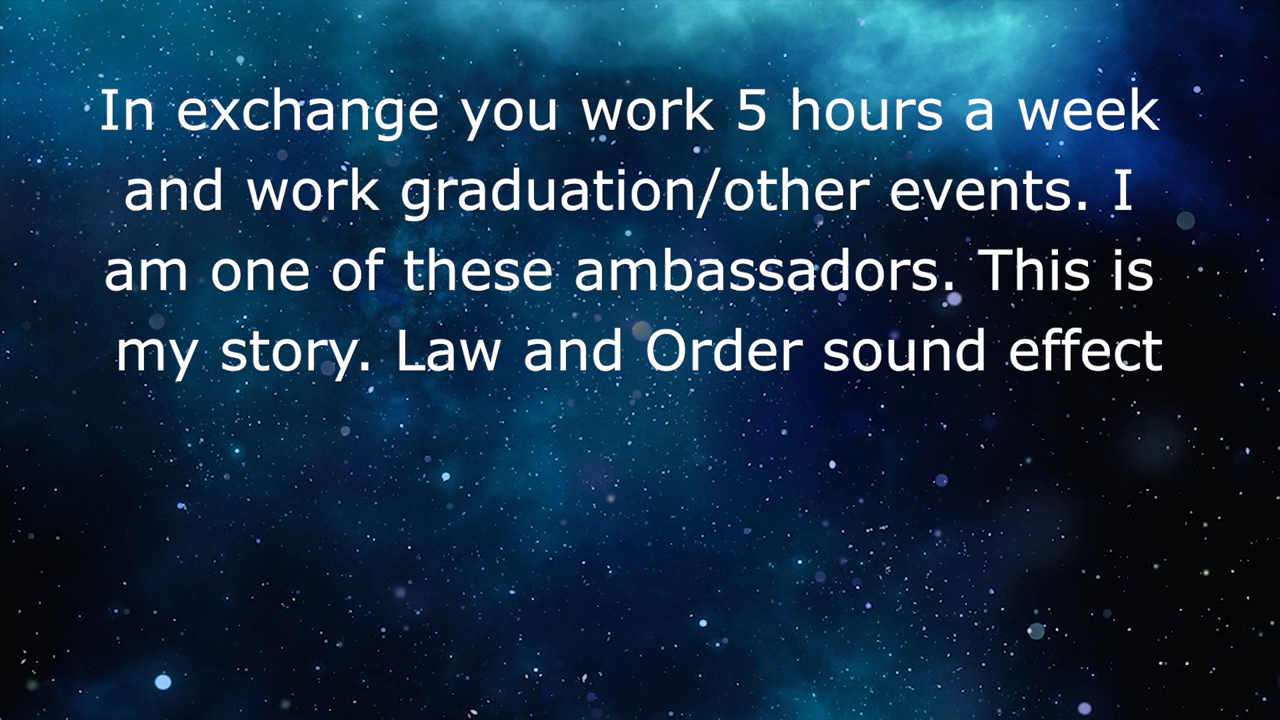 In exchange you work 5 hours a week
and work graduation/other events. I
am one of these ambassadors. This is
my story. Law and Order sound effect